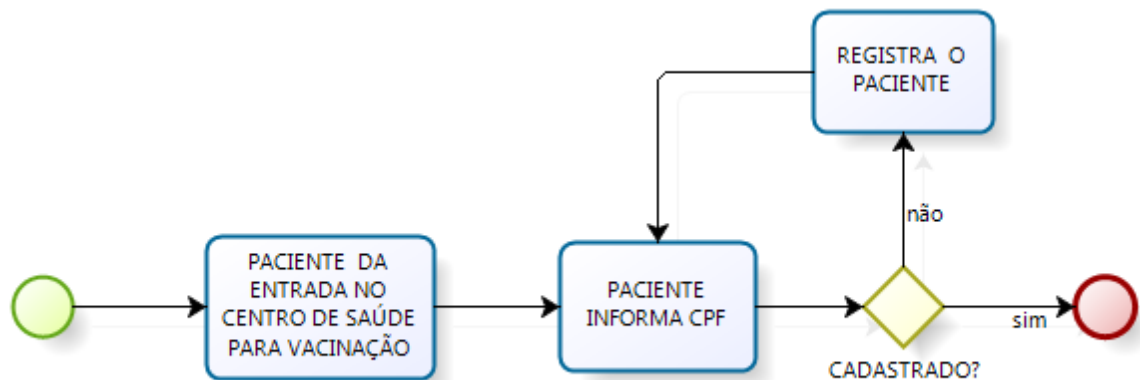 PACIENTE DA
ENTRADA NO
CENTRO DE SAÚDE
PARA VACINAÇÃO
PACIENTE
INFORMA CPF
CADASTRADO?
não
REGISTRA O
PACIENTE
sim